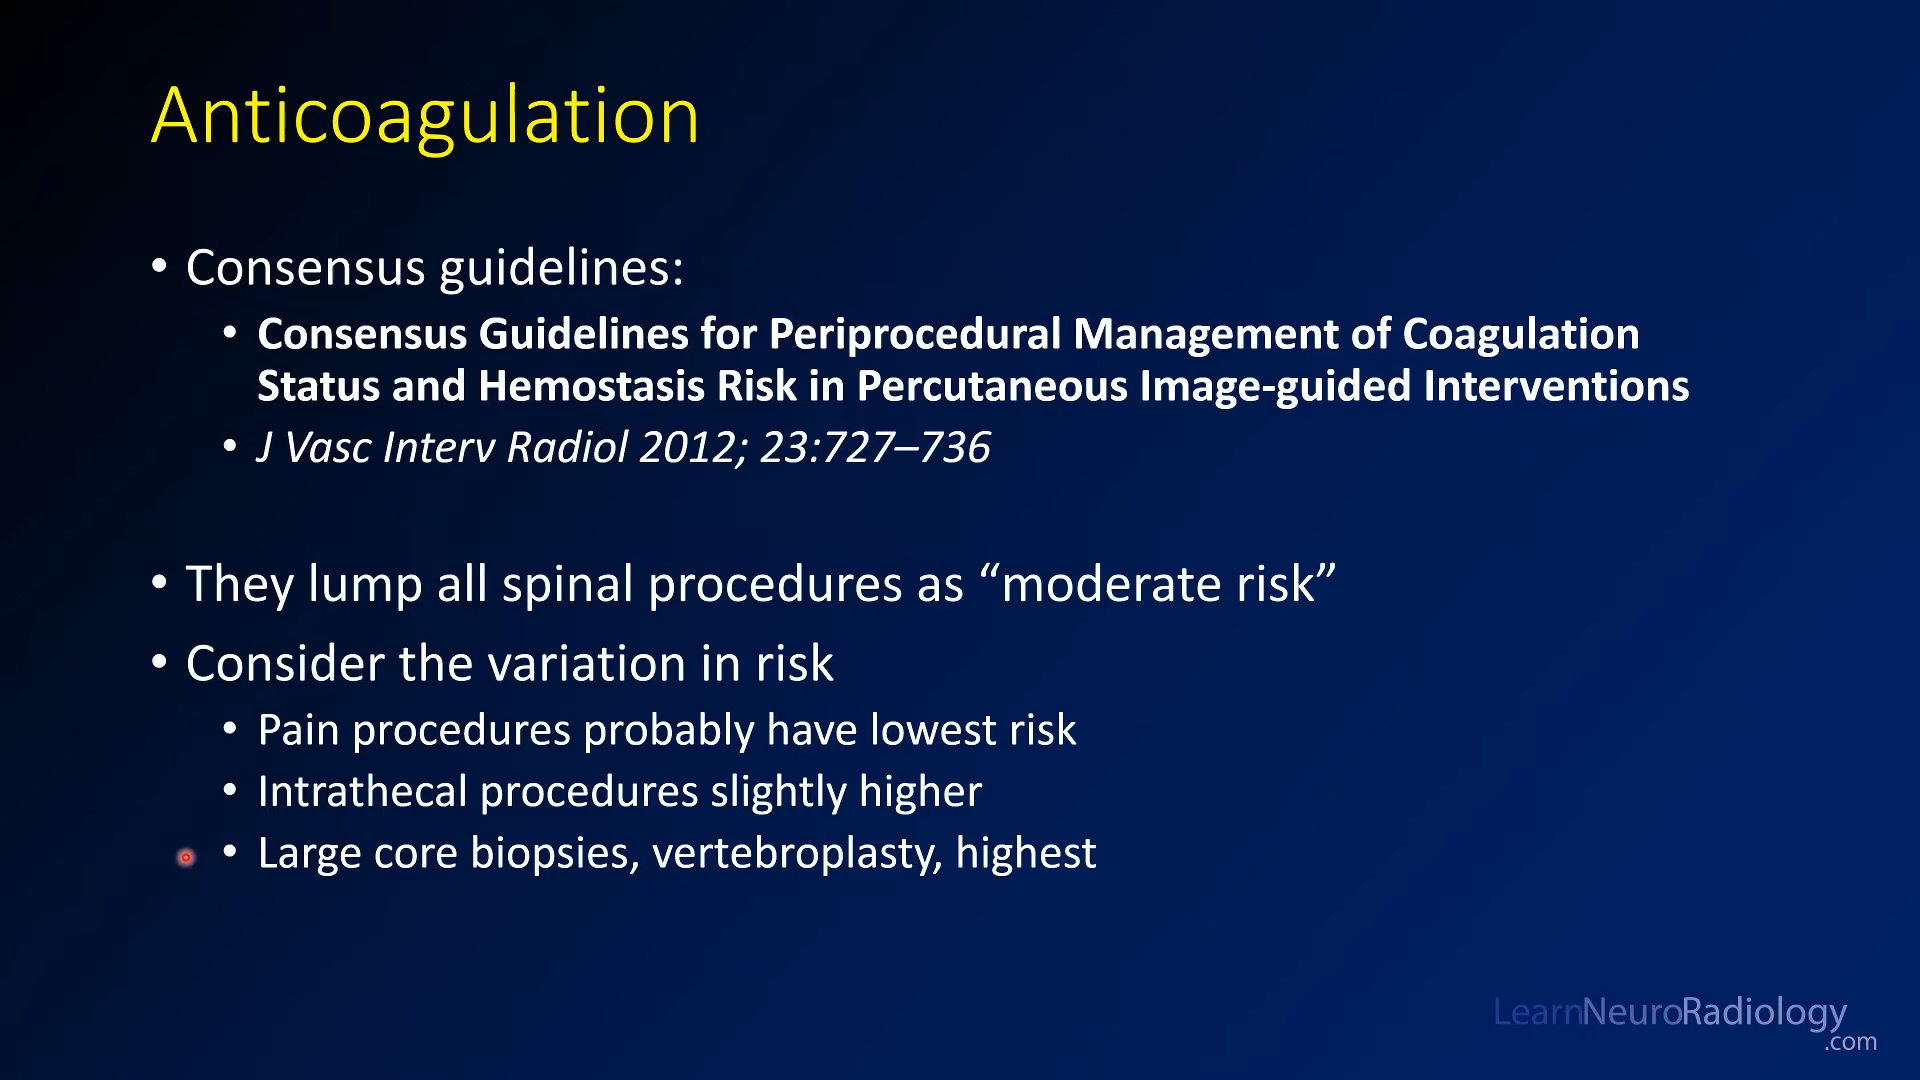 Anticoagulation
• Consensus guidelines:
• Consensus Guidelines for Periprocedural Management of Coagulation
Status and Hemostasis Risk in Percutaneous Image-guided Interventions
• J Vasc Interv Radiol 2012; 23:727–736
• They lump all spinal procedures as “moderate risk”
• Consider the variation in risk
• Pain procedures probably have lowest risk
• Intrathecal procedures slightly higher
• Large core biopsies, vertebroplasty, highest
LearnNeuroRadiology
.com